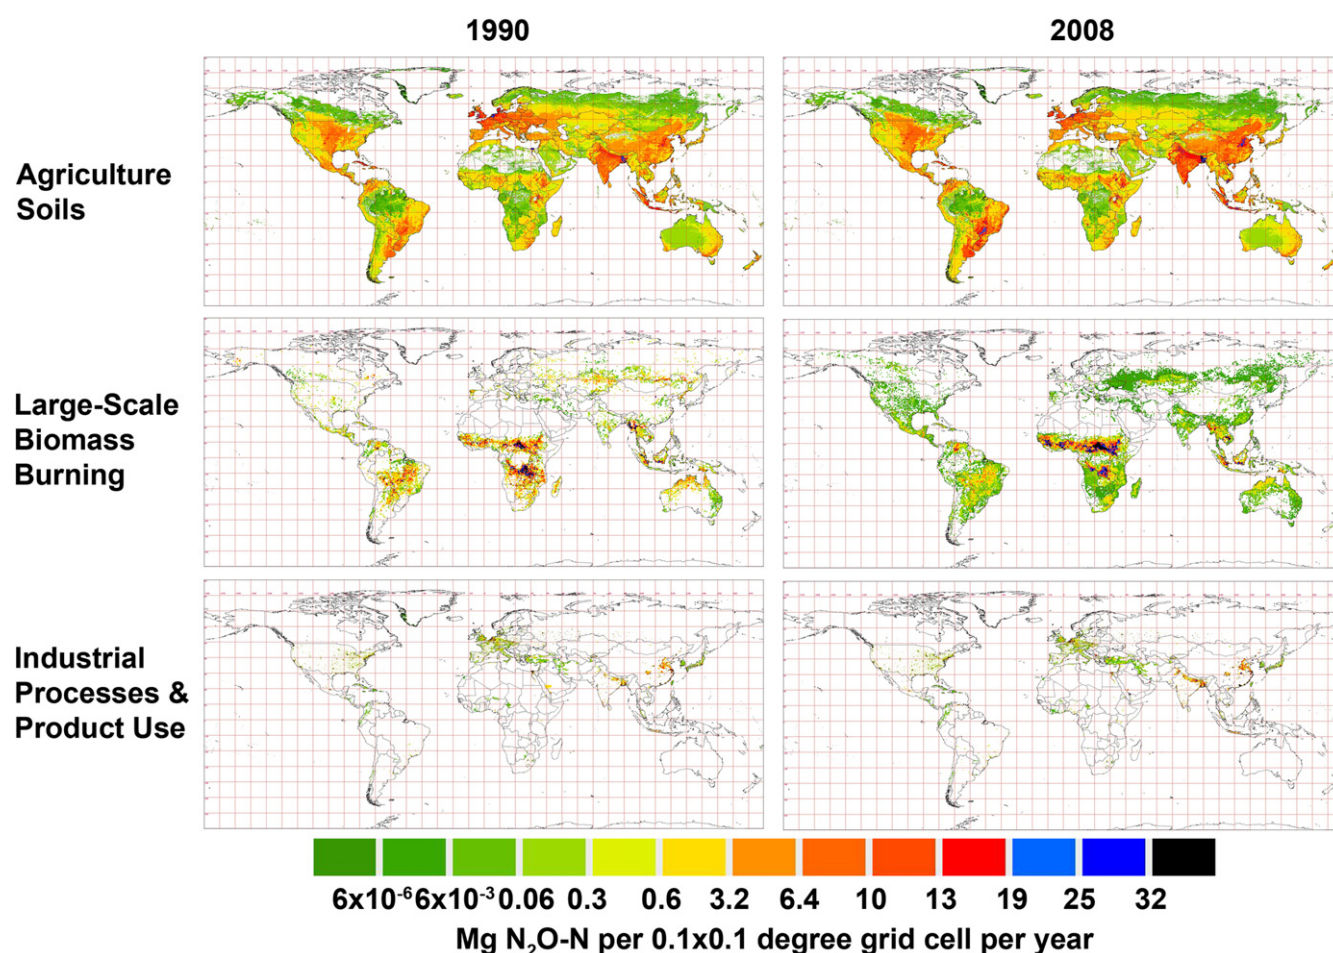 1990 2008
Agriculture
Soils
Large-Scale
Biomass
Burning
Industrial
Processes &
Product Use
6x10⁻⁶ 6x10⁻³ 0.06 0.3 0.6 3.2 6.4 10 13 19 25 32
Mg N₂O-N per 0.1x0.1 degree grid cell per year